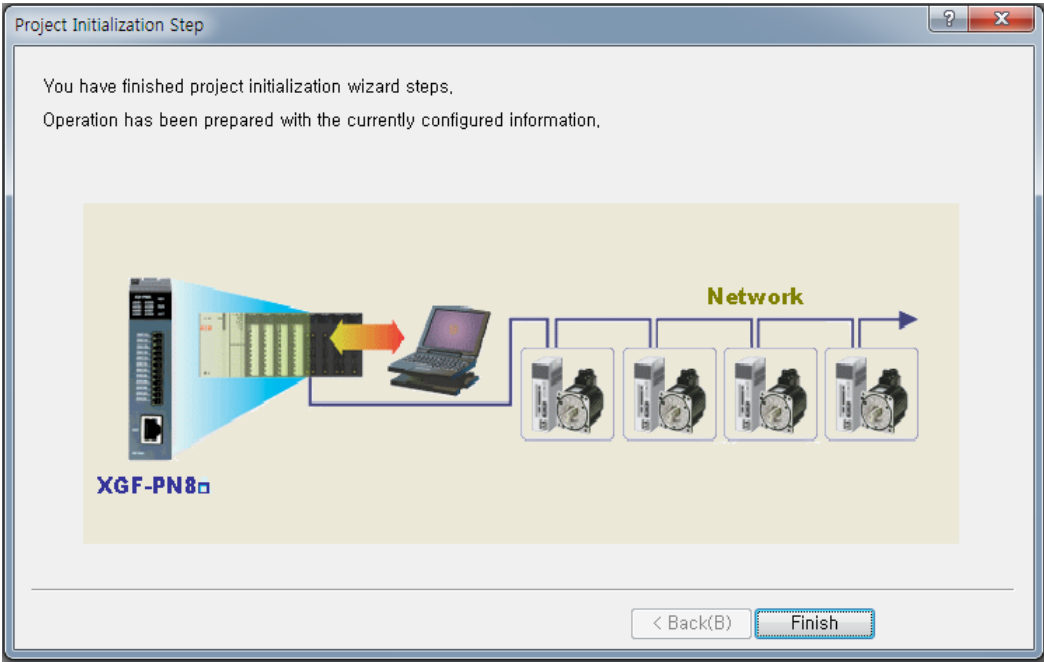 Project Initialization Step
You have finished project initialization wizard steps,
Operation has been prepared with the currently configured information,
Network
XGF-PN8□
< Back(B)
Finish